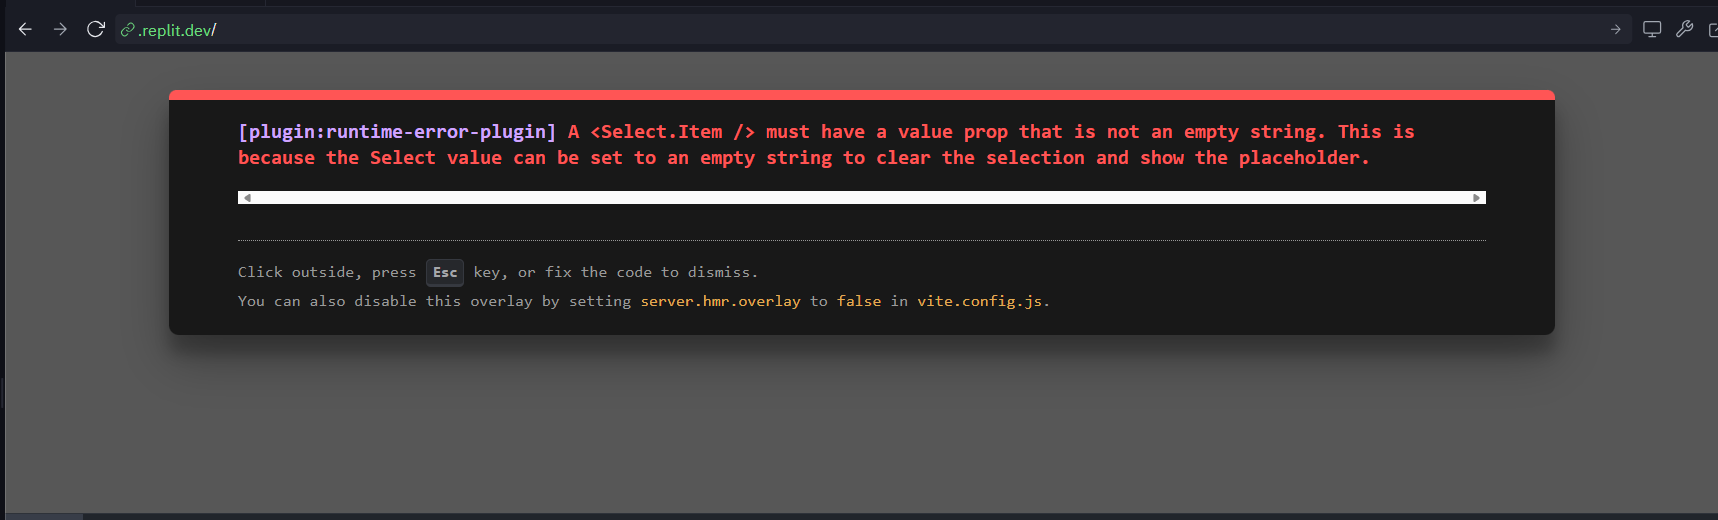 .replit.dev/
[plugin:runtime-error-plugin] A <Select.Item /> must have a value prop that is not an empty string. This is
because the Select value can be set to an empty string to clear the selection and show the placeholder.
Click outside, press Esc key, or fix the code to dismiss.
You can also disable this overlay by setting server.hmr.overlay to false in vite.config.js.